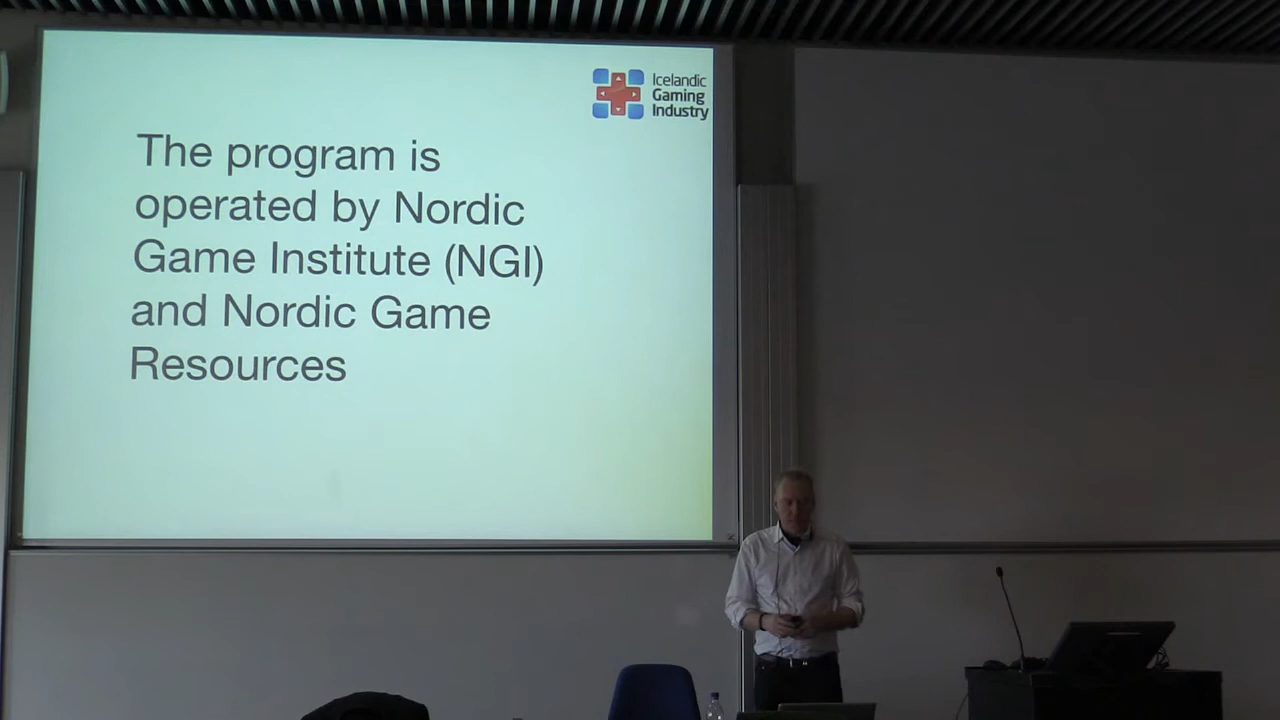 Icelandic
Gaming
Industry
The program is
operated by Nordic
Game Institute (NGI)
and Nordic Game
Resources